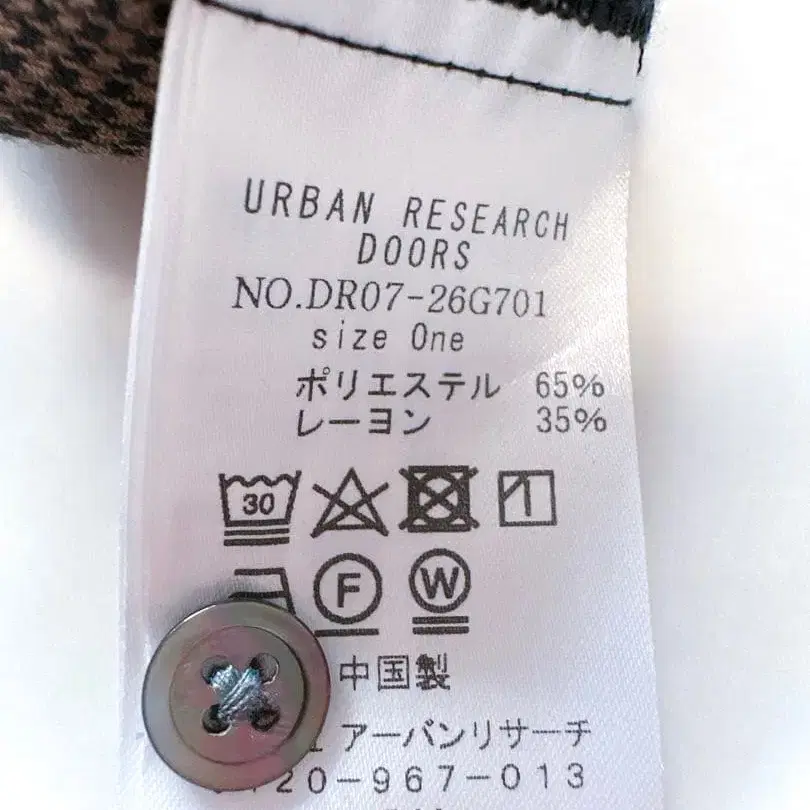 URBAN RESEARCH
DOORS
NO.DR07-26G701
size One
ポリエステル 65%
レーヨン 35%
30
F W
中国製
アーバンリサーチ
20-967-013